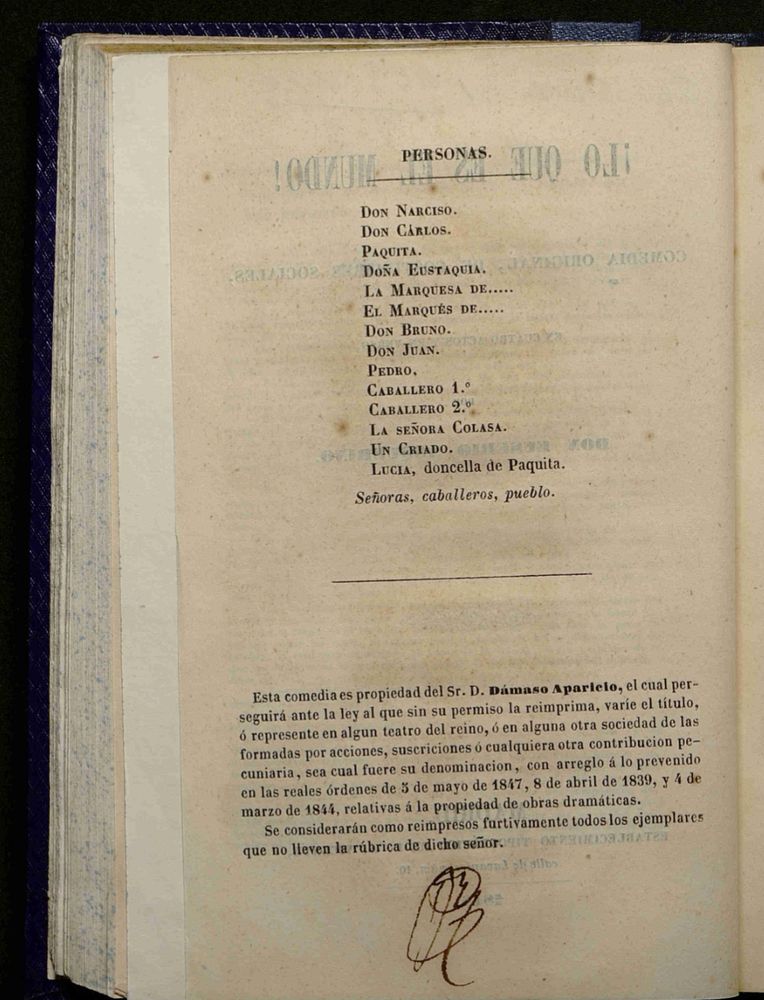 PERSONAS.
DON NARCISO.
DON CÁRLOS.
PAQUITA.
DOÑA EUSTAQUIA.
LA MARQUESA DE.....
EL MARQUÉS DE.....
DON BRUNO.
DON JUAN.
PEDRO.
CABALLERO 1.º
CABALLERO 2.º
LA SEÑORA COLASA.
UN CRIADO.
LUCIA, doncella de Paquita.
Señoras, caballeros, pueblo.
Esta comedia es propiedad del Sr. D. Dámaso Aparicio, el cual per-
seguirá ante la ley al que sin su permiso la reimprima, varíe el título,
ó represente en algun teatro del reino, ó en alguna otra sociedad de las
formadas por acciones, suscriciones ó cualquiera otra contribucion pe-
cuniaria, sea cual fuere su denominacion, con arreglo á lo prevenido
en las reales órdenes de 5 de mayo de 1847, 8 de abril de 1839, y 4 de
marzo de 1844, relativas á la propiedad de obras dramáticas.
Se considerarán como reimpresos furtivamente todos los ejemplares
que no lleven la rúbrica de dicho señor.